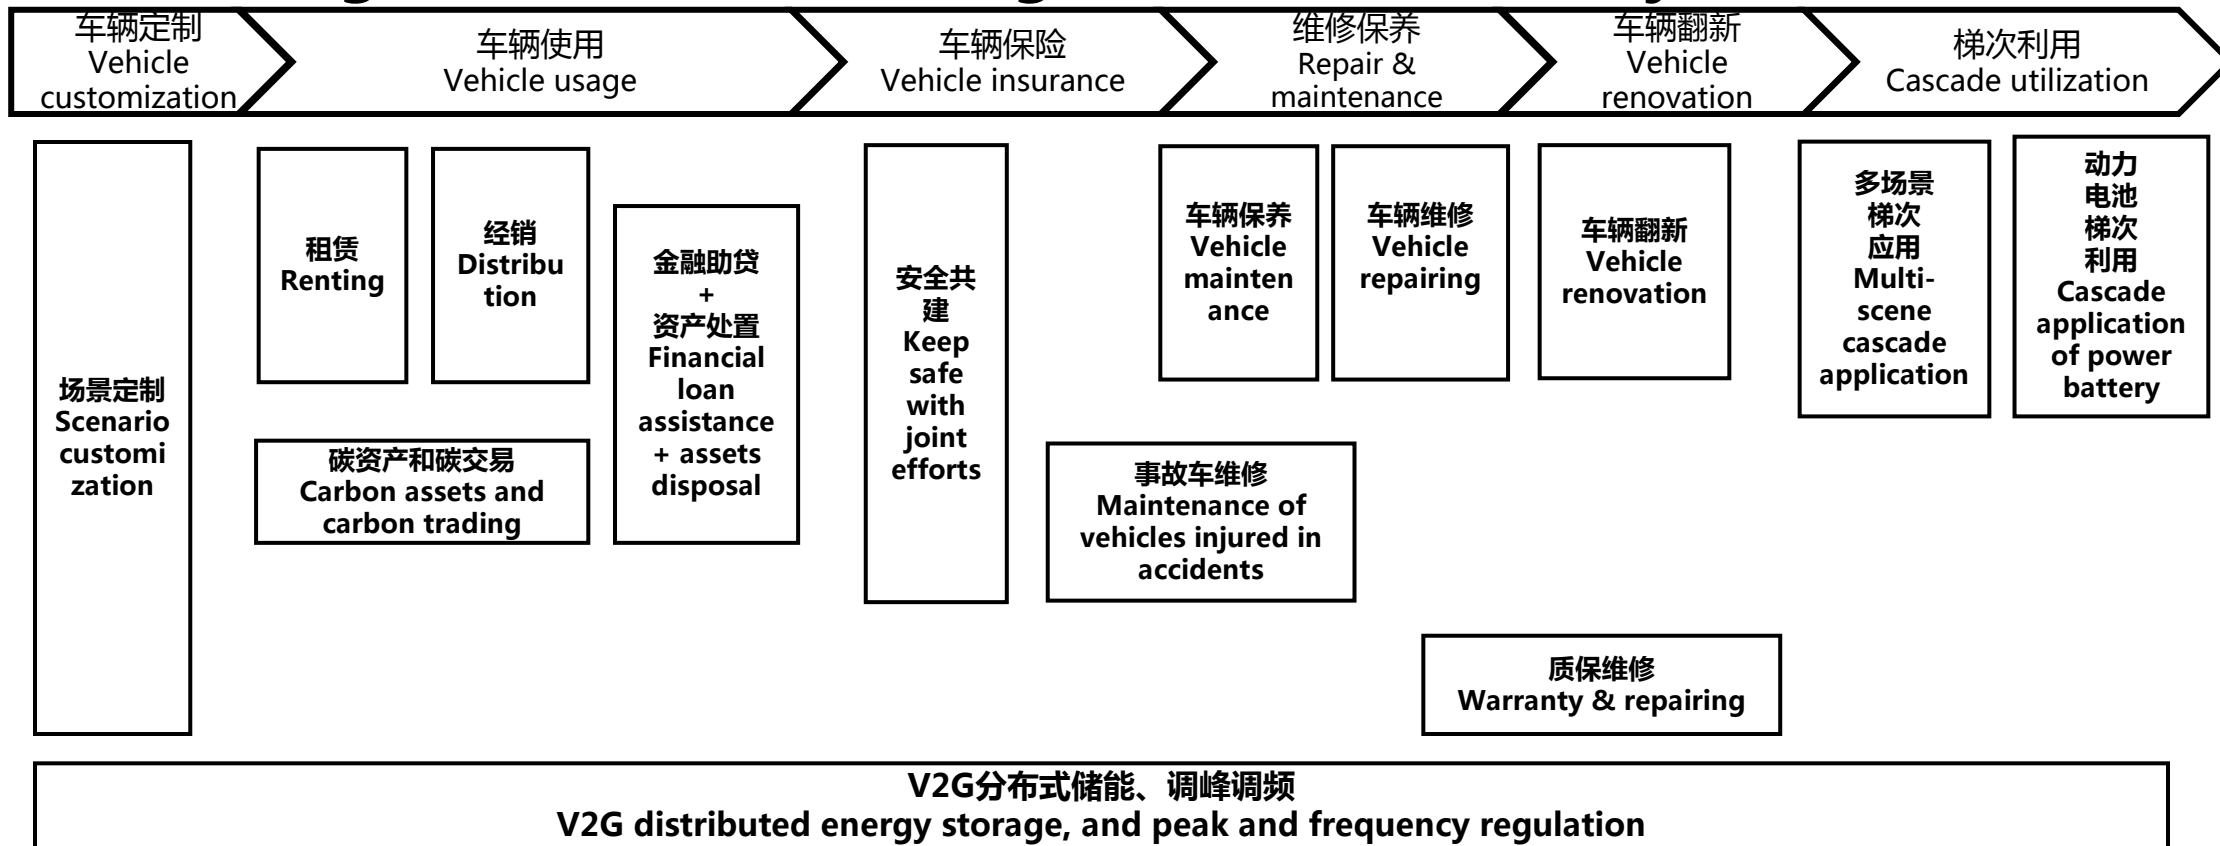 车辆定制
Vehicle
customization
车辆使用
Vehicle usage
车辆保险
Vehicle insurance
维修保养
Repair &
maintenance
车辆翻新
Vehicle
renovation
梯次利用
Cascade utilization
场景定制
Scenario
customi
zation
租赁
Renting
经销
Distribu
tion
碳资产和碳交易
Carbon assets and
carbon trading
金融助贷
+
资产处置
Financial
loan
assistance
+ assets
disposal
安全共
建
Keep
safe
with
joint
efforts
车辆保养
Vehicle
mainten
ance
车辆维修
Vehicle
repairing
事故车维修
Maintenance of
vehicles injured in
accidents
车辆翻新
Vehicle
renovation
质保维修
Warranty & repairing
多场景
梯次
应用
Multi-
scene
cascade
application
动力
电池
梯次
利用
Cascade
application
of power
battery
V2G分布式储能、调峰调频
V2G distributed energy storage, and peak and frequency regulation